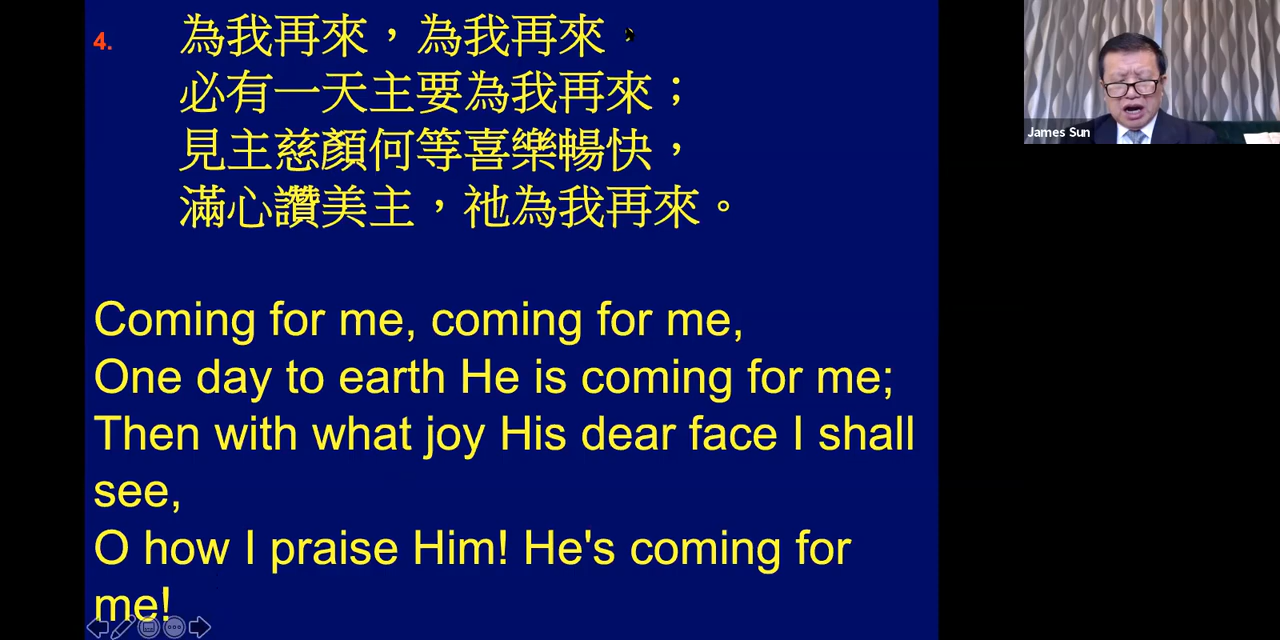 4.
為我再來，為我再來，
必有一天主要為我再來；
見主慈顏何等喜樂暢快，
滿心讚美主，祂為我再來。
Coming for me, coming for me,
One day to earth He is coming for me;
Then with what joy His dear face I shall
see,
O how I praise Him! He's coming for
me!
James Sun